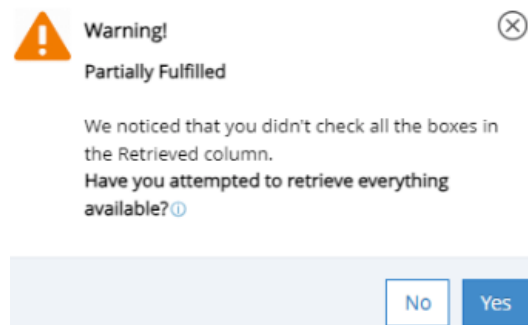 Warning!
Partially Fulfilled
We noticed that you didn't check all the boxes in
the Retrieved column.
Have you attempted to retrieve everything
available?
No
Yes